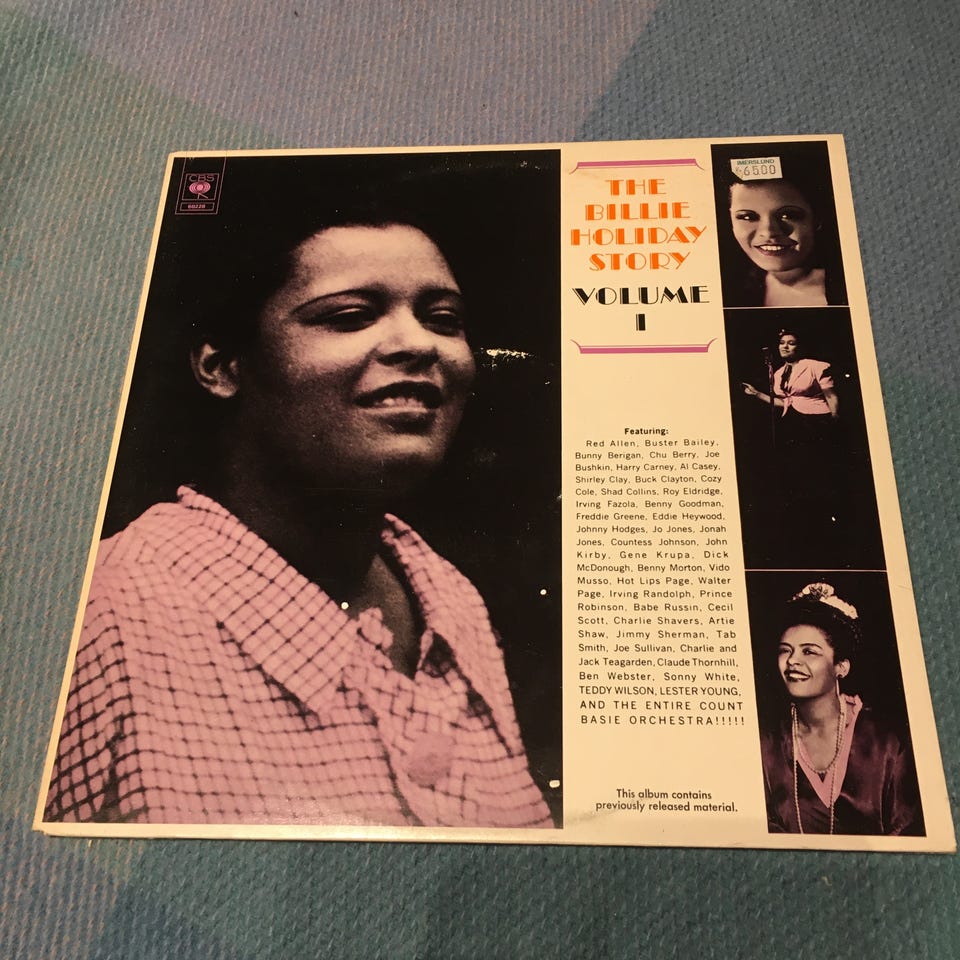 CBS
68228
THE
BILLIE
HOLIDAY
STORY
VOLUME
I
Featuring:
Red Allen, Buster Bailey,
Bunny Berigan, Chu Berry, Joe
Bushkin, Harry Carney, Al Casey,
Shirley Clay, Buck Clayton, Cozy
Cole, Shad Collins, Roy Eldridge,
Irving Fazola, Benny Goodman,
Freddie Greene, Eddie Heywood,
Johnny Hodges, Jo Jones, Jonah
Jones, Countess Johnson, John
Kirby, Gene Krupa, Dick
McDonough, Benny Morton, Vido
Musso, Hot Lips Page, Walter
Page, Irving Randolph, Prince
Robinson, Babe Russin, Cecil
Scott, Charlie Shavers, Artie
Shaw, Jimmy Sherman, Tab
Smith, Joe Sullivan, Charlie and
Jack Teagarden, Claude Thornhill,
Ben Webster, Sonny White,
TEDDY WILSON, LESTER YOUNG,
AND THE ENTIRE COUNT
BASIE ORCHESTRA!!!!!
This album contains
previously released material.
IMERSLUND
6500